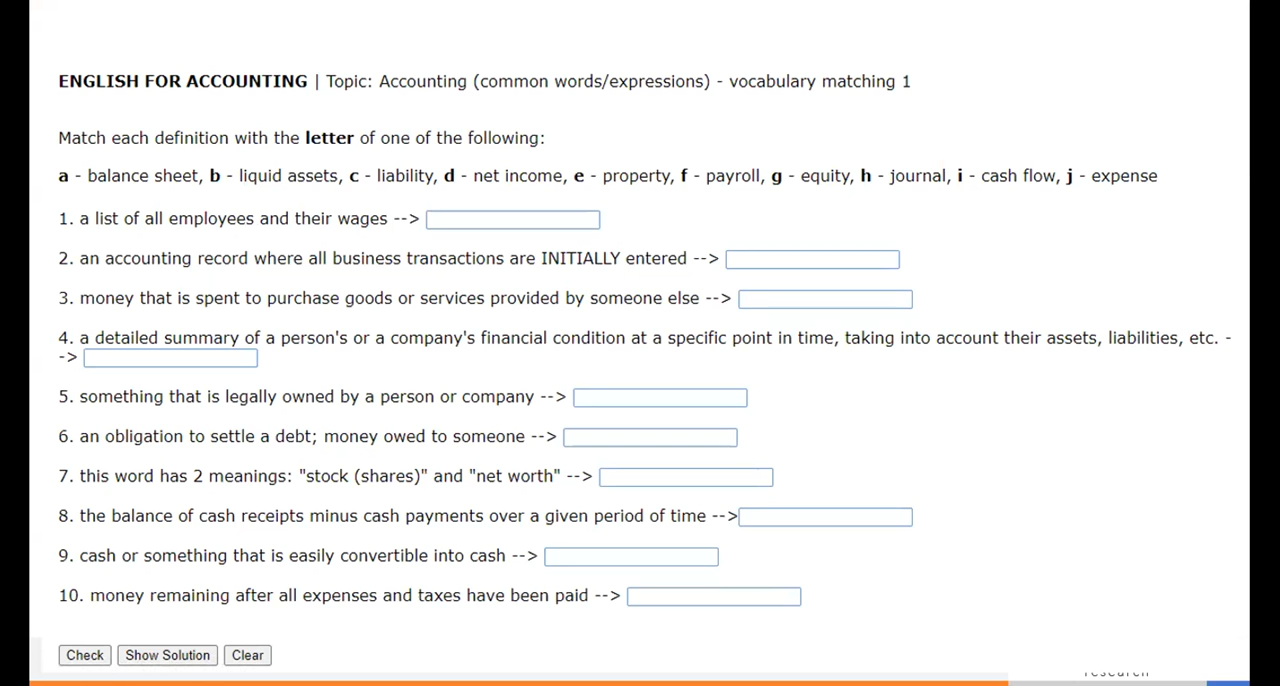 ENGLISH FOR ACCOUNTING | Topic: Accounting (common words/expressions) - vocabulary matching 1
Match each definition with the letter of one of the following:
a - balance sheet, b - liquid assets, c - liability, d - net income, e - property, f - payroll, g - equity, h - journal, i - cash flow, j - expense
1. a list of all employees and their wages -->
2. an accounting record where all business transactions are INITIALLY entered -->
3. money that is spent to purchase goods or services provided by someone else -->
4. a detailed summary of a person's or a company's financial condition at a specific point in time, taking into account their assets, liabilities, etc. -
->
5. something that is legally owned by a person or company -->
6. an obligation to settle a debt; money owed to someone -->
7. this word has 2 meanings: "stock (shares)" and "net worth" -->
8. the balance of cash receipts minus cash payments over a given period of time -->
9. cash or something that is easily convertible into cash -->
10. money remaining after all expenses and taxes have been paid -->
Check Show Solution Clear
research